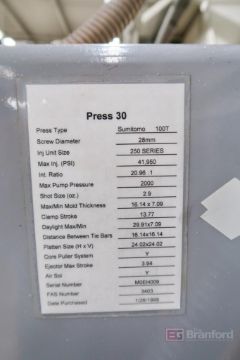 Press 30
Press Type Sumitomo 100T
Screw Diameter 28mm
Inj Unit Size 250 SERIES
Max Inj. (PSI) 41,960
Int. Ratio 20.96 :1
Max Pump Pressure 2000
Shot Size (oz.) 2.9
Max/Min Mold Thickness 16.14 x 7.09
Clamp Stroke 13.77
Daylight Max/Min 29.91x7.09
Distance Between Tie Bars 16.14x16.14
Platten Size (H x V) 24.02x24.02
Core Puller System Y
Ejector Max Stroke 3.94
Air Ssi Y
Serial Number
FAS Number
Date Purchased
Branford